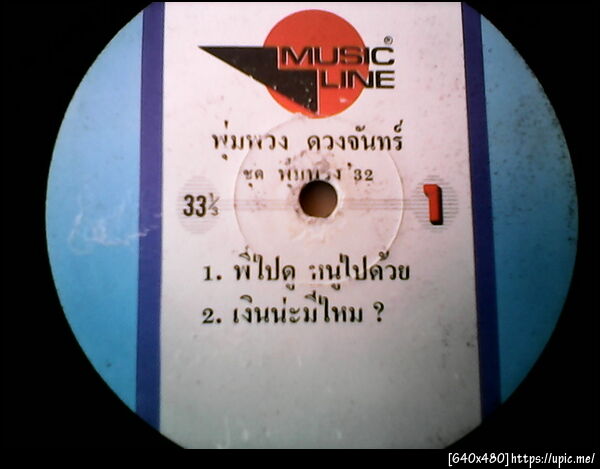 MUSIC ®
LINE
พุ่มพวง ดวงจันทร์
ชุด พุ่มพวง '32
33⅓
1
1. พี่ไปดู หนูไปด้วย
2. เงินน่ะมีไหม ?
[640x480]https://upic.me/